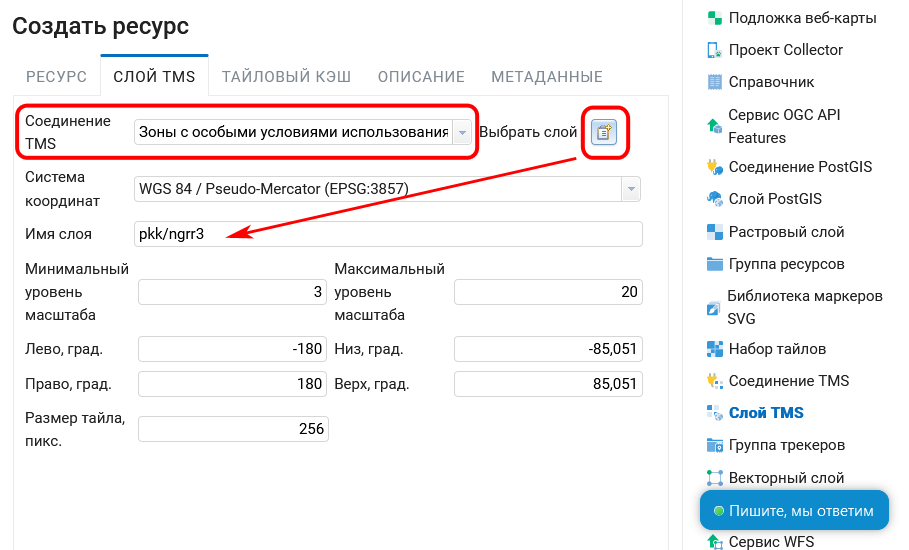 Создать ресурс
РЕСУРС СЛОЙ TMS ТАЙЛОВЫЙ КЭШ ОПИСАНИЕ МЕТАДАННЫЕ
Соединение
TMS
Зоны с особыми условиями использования
Выбрать слой
Система
координат
WGS 84 / Pseudo-Mercator (EPSG:3857)
Имя слоя
pkk/ngrr3
Минимальный
уровень
масштаба
3
Максимальный
уровень
масштаба
20
Лево, град.
-180
Низ, град.
-85,051
Право, град.
180
Верх, град.
85,051
Размер тайла,
пикс.
256
Подложка веб-карты
Проект Collector
Справочник
Сервис OGC API
Features
Соединение PostGIS
Слой PostGIS
Растровый слой
Группа ресурсов
Библиотека маркеров
SVG
Набор тайлов
Соединение TMS
Слой TMS
Группа трекеров
Векторный слой
Пишите, мы ответим
Сервис WFS